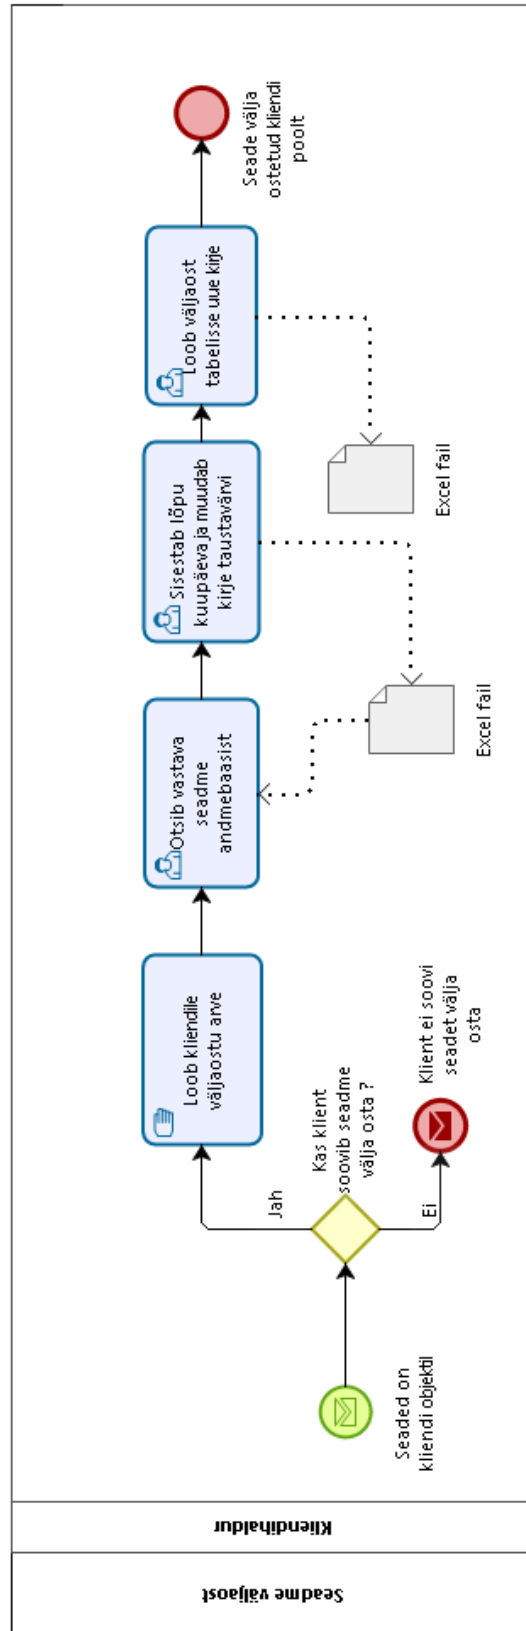 Seadme väljaost
Kliendihaldur
Seaded on
kliendi objektil
Kas klient
soovib seadme
välja osta ?
Jah
Ei
Klient ei soovi
seadet välja
osta
Loob kliendile
väljaostu arve
Otsib vastava
seadme
andmebaasist
Sisestab lõpu
kuupäeva ja muudab
kirje taustavärvi
Loob väljaost
tabelisse uue kirje
Seade välja
ostetud kliendi
poolt
Excel fail
Excel fail